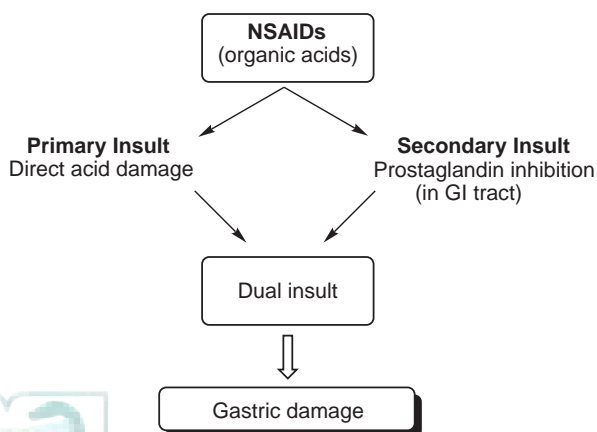 NSAIDs
(organic acids)
Primary Insult
Direct acid damage
Secondary Insult
Prostaglandin inhibition
(in GI tract)
Dual insult
Gastric damage